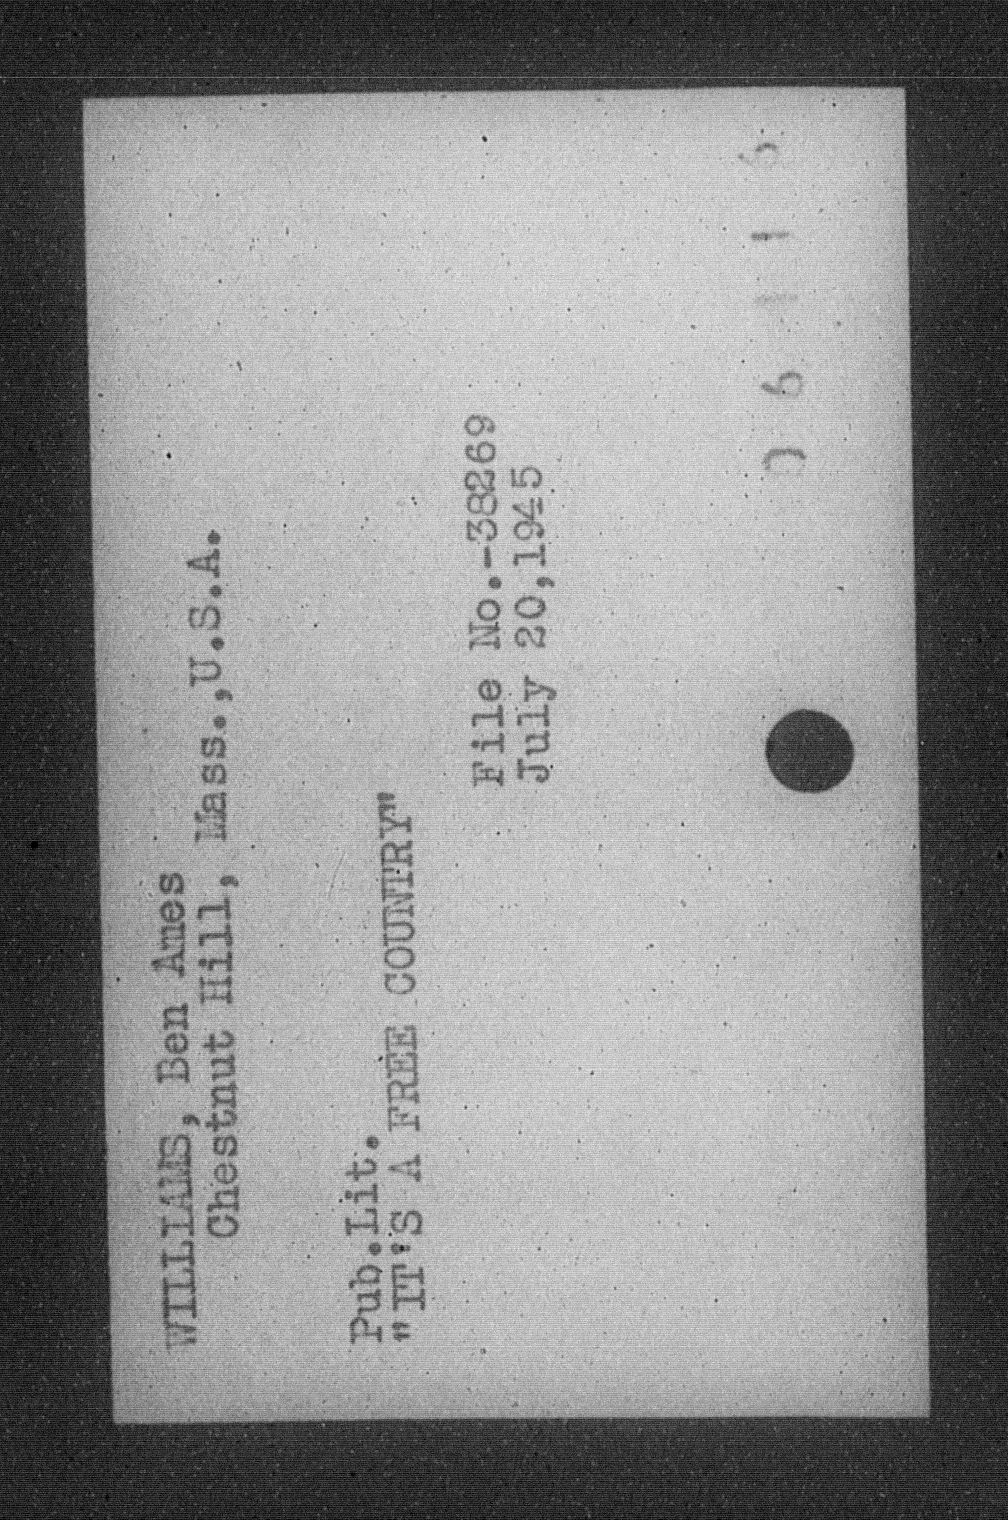 WILLIAMS, Ben Ames
Chestnut Hill, Mass.,U.S.A.
Pub.Lit.
"IT'S A FREE COUNTRY"
File No.-38269
July 20,1945